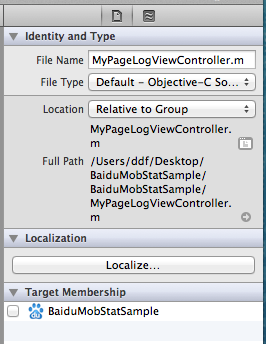 Identity and Type
File Name MyPageLogViewController.m
File Type Default - Objective-C So...
Location Relative to Group
MyPageLogViewController.
m
Full Path /Users/ddf/Desktop/
BaiduMobStatSample/
BaiduMobStatSample/
MyPageLogViewController.
m
Localization
Localize...
Target Membership
BaiduMobStatSample